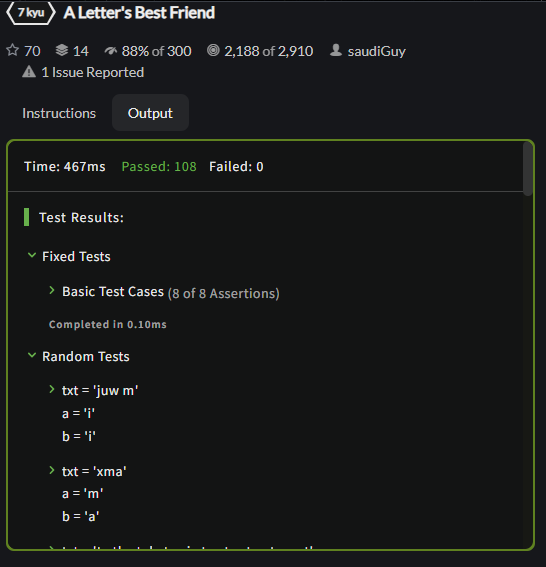 7 kyu A Letter's Best Friend
70 14 88% of 300 2,188 of 2,910 saudiGuy
1 Issue Reported
Instructions Output
Time: 467ms Passed: 108 Failed: 0
Test Results:
Fixed Tests
Basic Test Cases (8 of 8 Assertions)
Completed in 0.10ms
Random Tests
txt = 'juw m'
a = 'i'
b = 'i'
txt = 'xma'
a = 'm'
b = 'a'